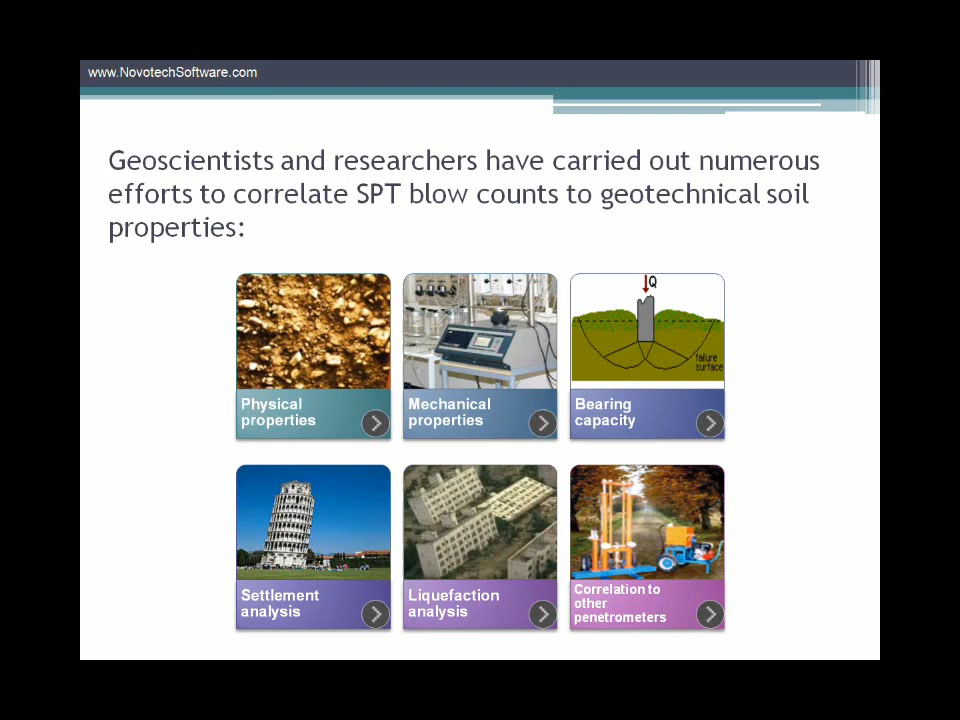 www.NovotechSoftware.com
Geoscientists and researchers have carried out numerous
efforts to correlate SPT blow counts to geotechnical soil
properties:
Q
failure
surface
Physical
properties
Mechanical
properties
Bearing
capacity
Settlement
analysis
Liquefaction
analysis
Correlation to
other
penetrometers